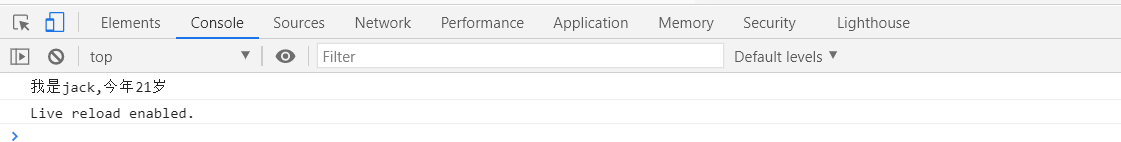 Elements Console Sources Network Performance Application Memory Security Lighthouse
top Filter Default levels
我是jack,今年21岁
Live reload enabled.